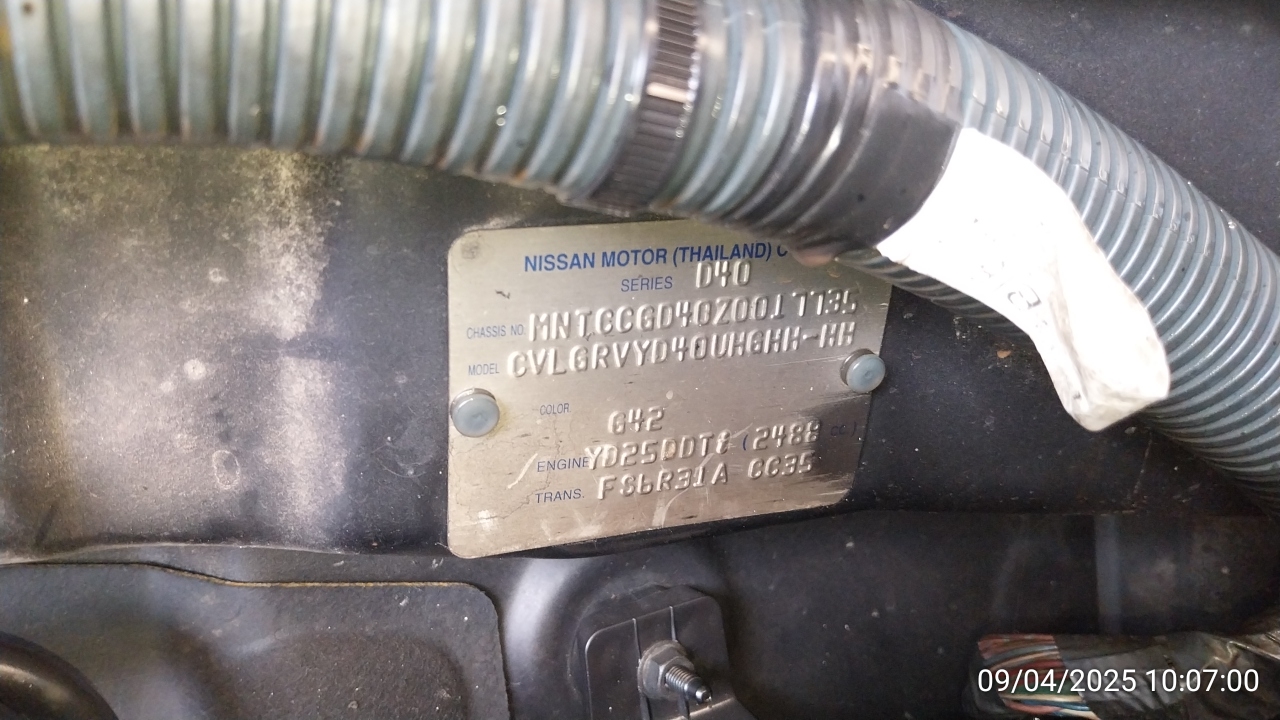 NISSAN MOTOR (THAILAND) C
SERIES D40
CHASSIS NO. MNTCCGD40Z0017735
MODEL CVLGRVYD40UHGHH-HH
COLOR G42
ENGINE YD25DDTi (2488 cc.)
TRANS. FS6R31A CC35
09/04/2025 10:07:00